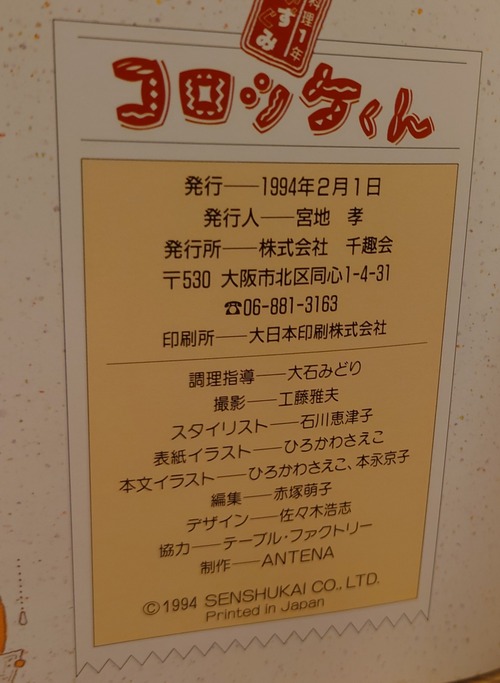 料理1年
コロッケくん
発行――1994年2月1日
発行人――宮地 孝
発行所――株式会社 千趣会
〒530 大阪市北区同心1-4-31
☎06-881-3163
印刷所――大日本印刷株式会社
調理指導――大石みどり
撮影――工藤雅夫
スタイリスト――石川恵津子
表紙イラスト――ひろかわさえこ
本文イラスト――ひろかわさえこ、本永京子
編集――赤塚萌子
デザイン――佐々木浩志
協力――テーブル・ファクトリー
制作――ANTENA
©1994 SENSHUKAI CO., LTD.
Printed in Japan